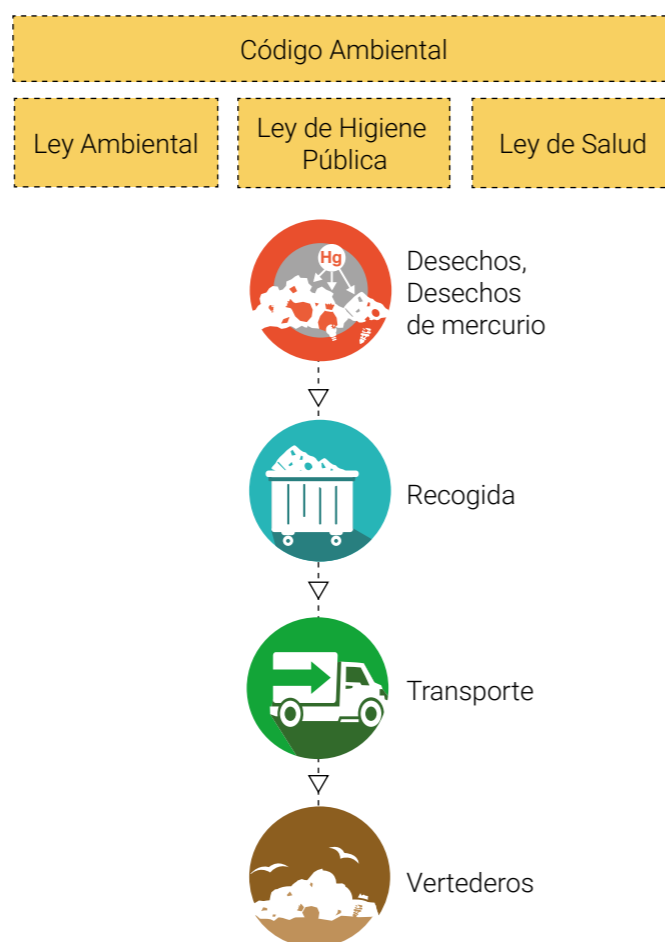 Código Ambiental
Ley Ambiental
Ley de Higiene
Pública
Ley de Salud
Hg
Desechos,
Desechos
de mercurio
Recogida
Transporte
Vertederos